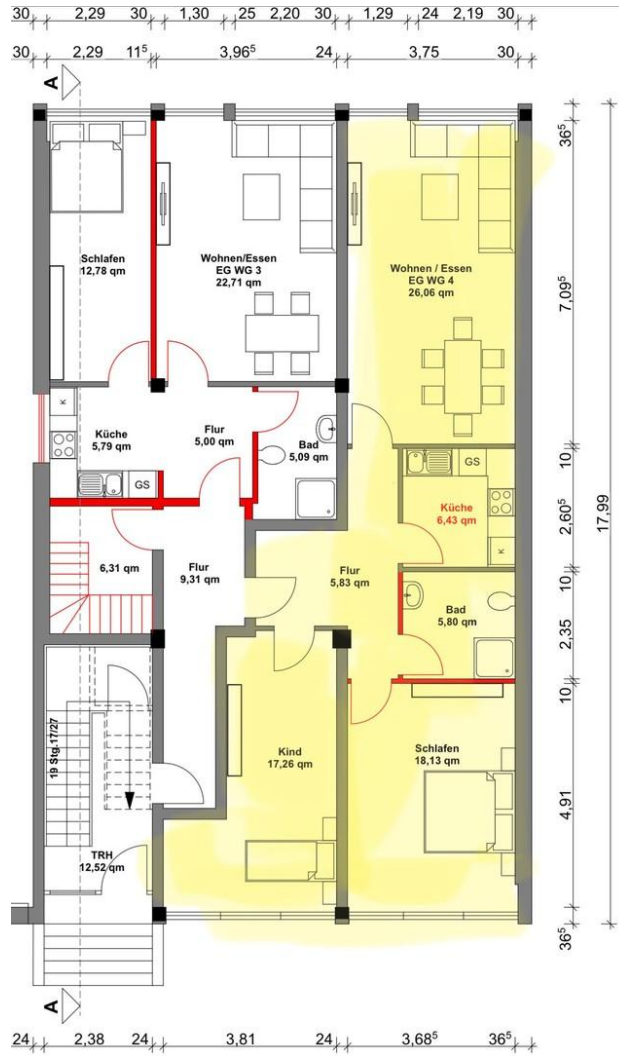 30 2,29 30 1,30 25 2,20 30 1,29 24 2,19 30
30 2,29 11⁵ 3,96⁵ 24 3,75 30
A
36⁵
Schlafen
12,78 qm
Wohnen/Essen
EG WG 3
22,71 qm
Wohnen / Essen
EG WG 4
26,06 qm
7,09⁵
K
Küche
5,79 qm
GS
Flur
5,00 qm
Bad
5,09 qm
GS
Küche
6,43 qm
K
10
2,60⁵
17,99
6,31 qm
Flur
9,31 qm
Flur
5,83 qm
Bad
5,80 qm
10
2,35
10
19 Stg.17/27
Kind
17,26 qm
Schlafen
18,13 qm
4,91
TRH
12,52 qm
36⁵
A
24 2,38 24 3,81 24 3,68⁵ 36⁵